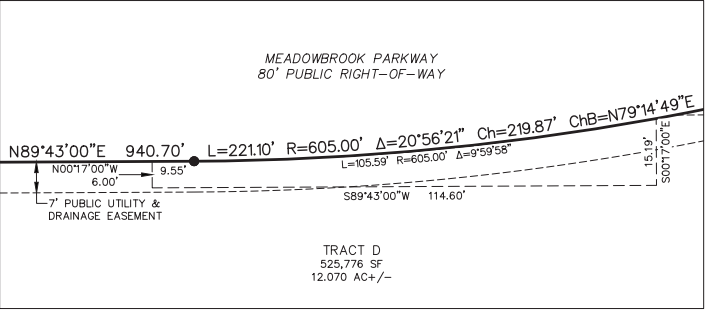 MEADOWBROOK PARKWAY
80' PUBLIC RIGHT-OF-WAY
N89°43'00"E 940.70' L=221.10' R=605.00' Δ=20°56'21" Ch=219.87' ChB=N79°14'49"E
L=105.59' R=605.00' Δ=9°59'58"
N00°17'00"W 9.55'
6.00'
15.19'
S00°17'00"E
S89°43'00"W 114.60'
7' PUBLIC UTILITY &
DRAINAGE EASEMENT
TRACT D
525,776 SF
12.070 AC+/-